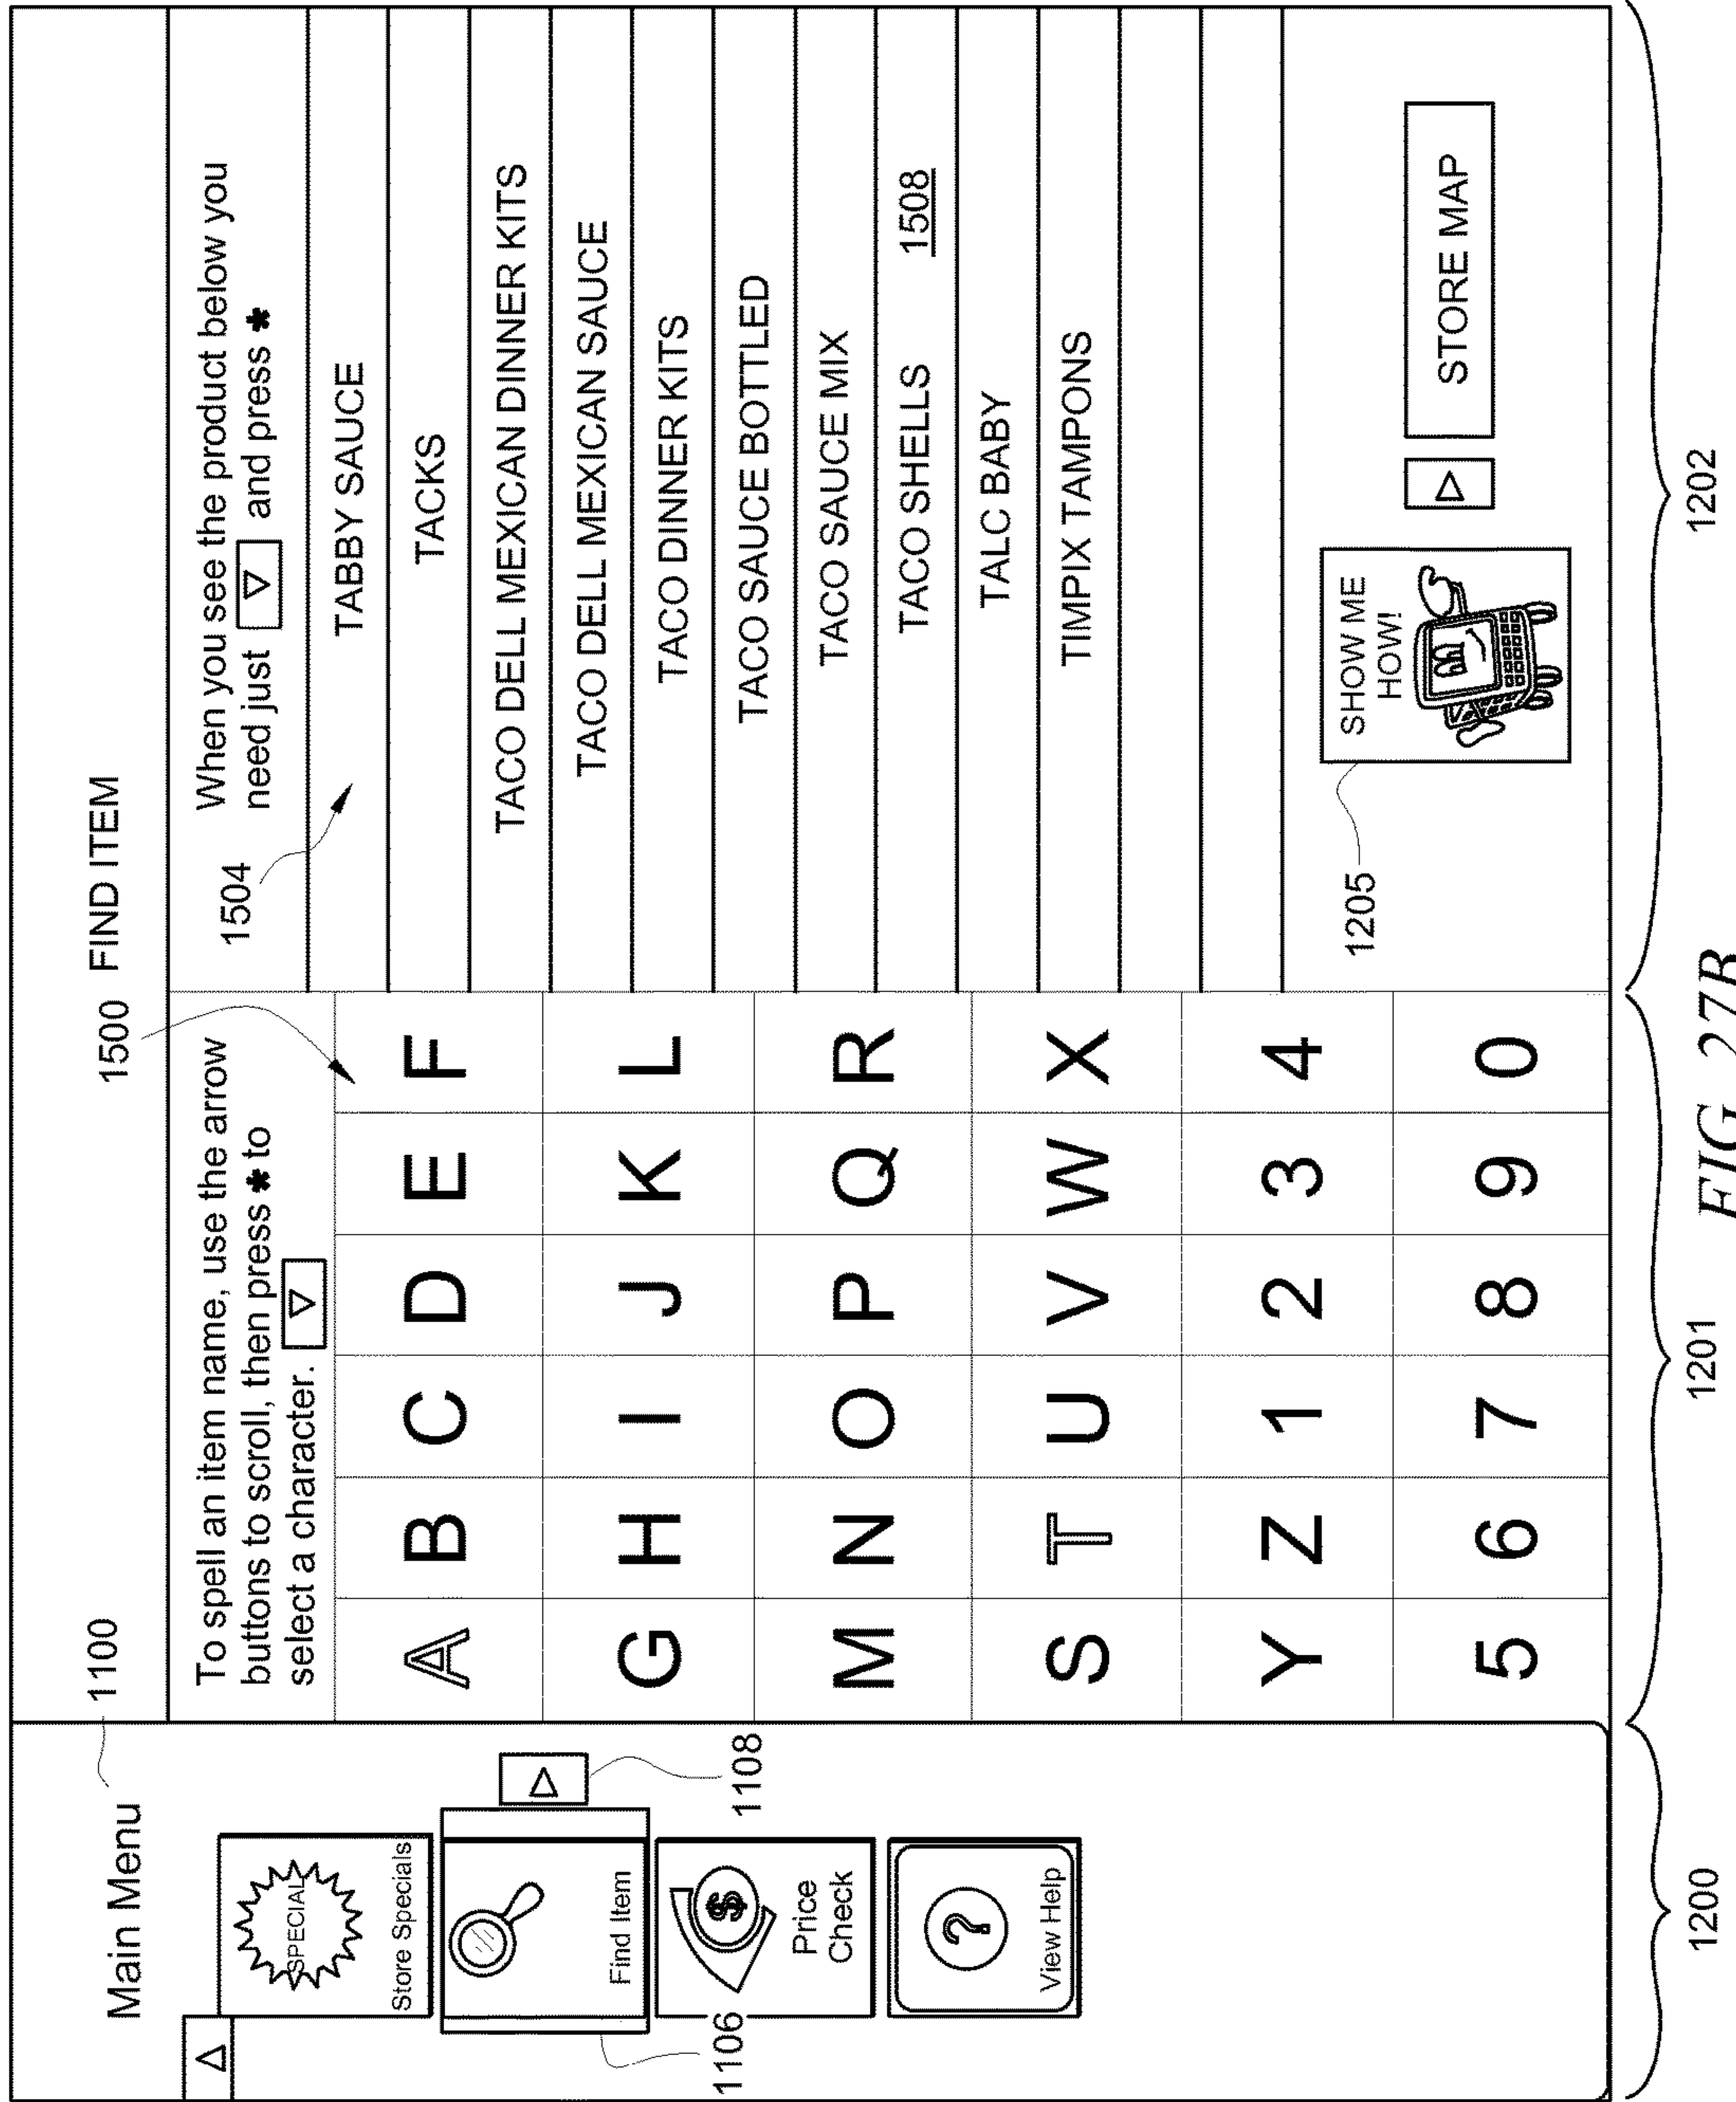 1100
1500 FIND ITEM
Main Menu
SPECIAL
Store Specials
Find Item
1108
1106
Price
Check
?
View Help
To spell an item name, use the arrow
buttons to scroll, then press * to
select a character.
A B C D E F
G H I J K L
M N O P Q R
S T U V W X
Y Z 1 2 3 4
5 6 7 8 9 0
1504
When you see the product below you
need just and press *
TABBY SAUCE
TACKS
TACO DELL MEXICAN DINNER KITS
TACO DELL MEXICAN SAUCE
TACO DINNER KITS
TACO SAUCE BOTTLED
TACO SAUCE MIX
TACO SHELLS 1508
TALC BABY
TIMPIX TAMPONS
1205
SHOW ME
HOW!
STORE MAP
1200
1201
1202
FIG. 27B